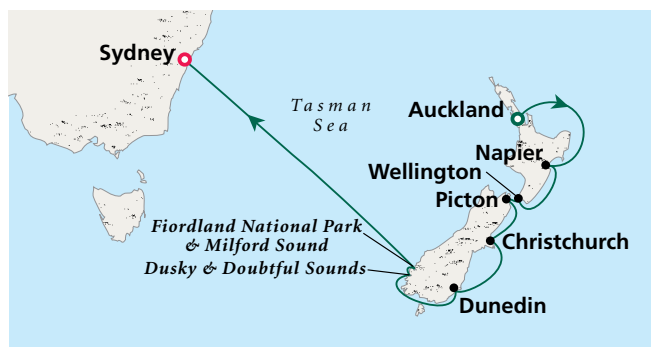 Sydney
Tasman
Sea
Auckland
Napier
Wellington
Picton
Fiordland National Park
& Milford Sound
Christchurch
Dusky & Doubtful Sounds
Dunedin